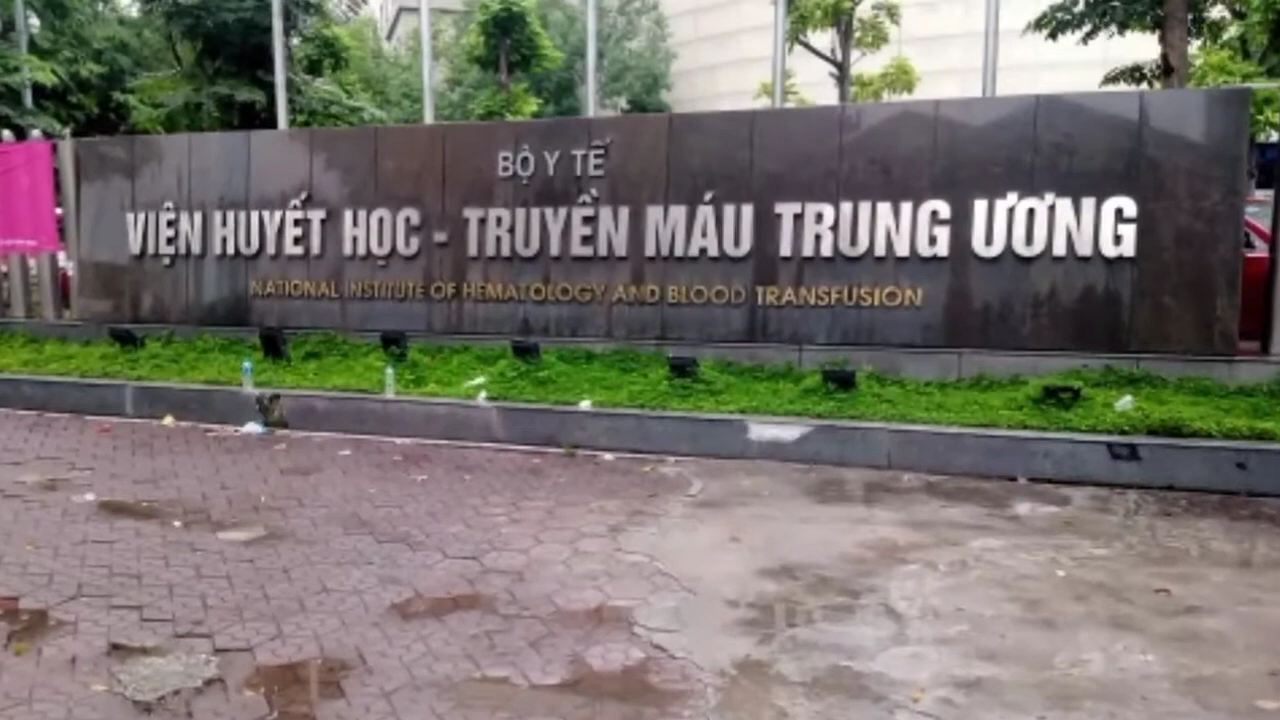 BỘ Y TẾ
VIỆN HUYẾT HỌC - TRUYỀN MÁU TRUNG ƯƠNG
NATIONAL INSTITUTE OF HEMATOLOGY AND BLOOD TRANSFUSION